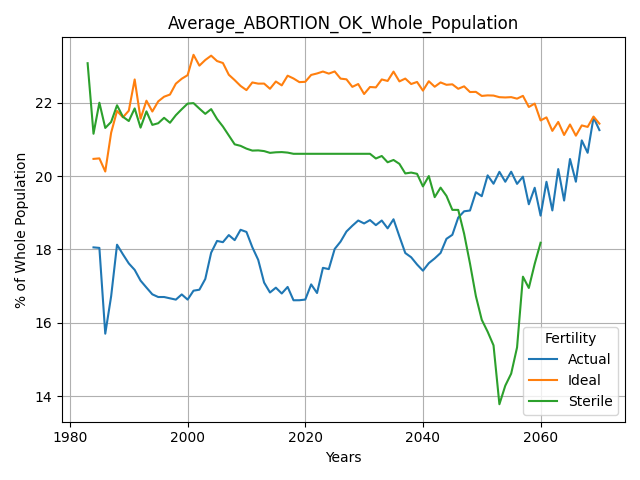 Average_ABORTION_OK_Whole_Population
% of Whole Population
22
20
18
16
14
1980
2000
2020
2040
2060
Years
Fertility
Actual
Ideal
Sterile